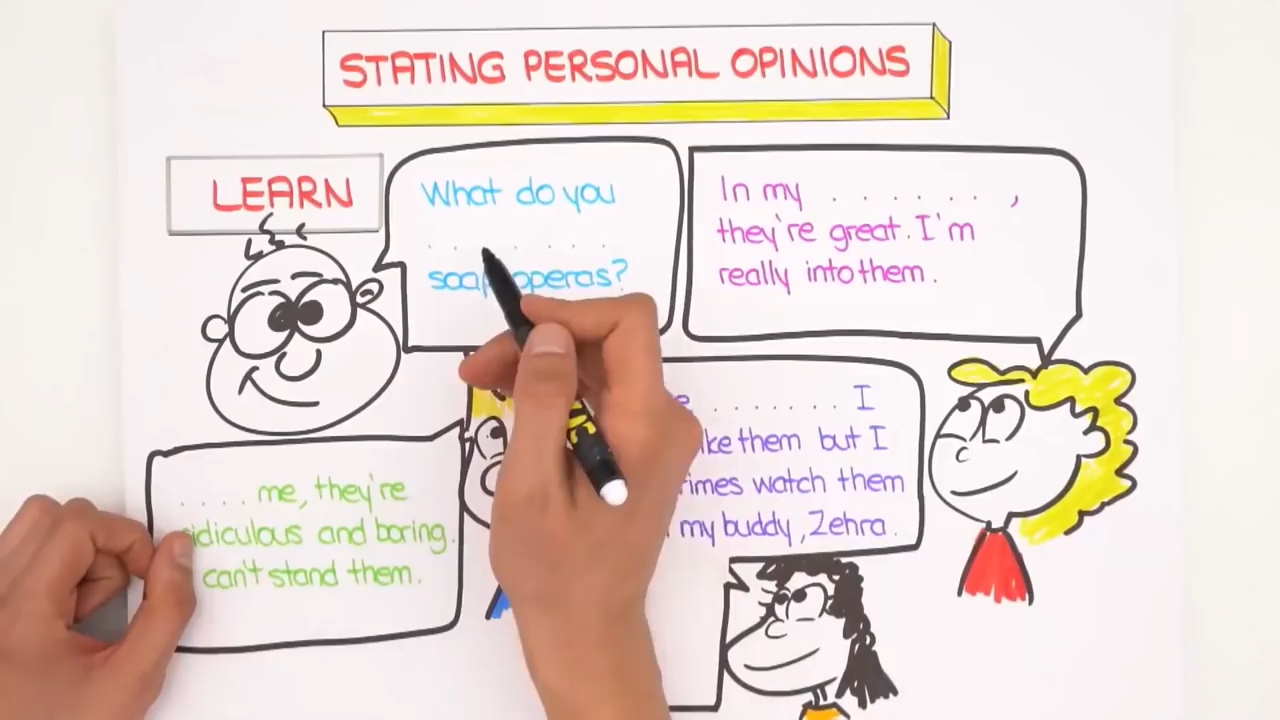 STATING PERSONAL OPINIONS
LEARN
What do you
. . . . . . . .
operas?
In my . . . . . . ,
they're great. I'm
really into them.
. . . . me, they're
and boring.
can't stand them.
. . . . . . . . I
them but I
watch them
my buddy, Zehra.